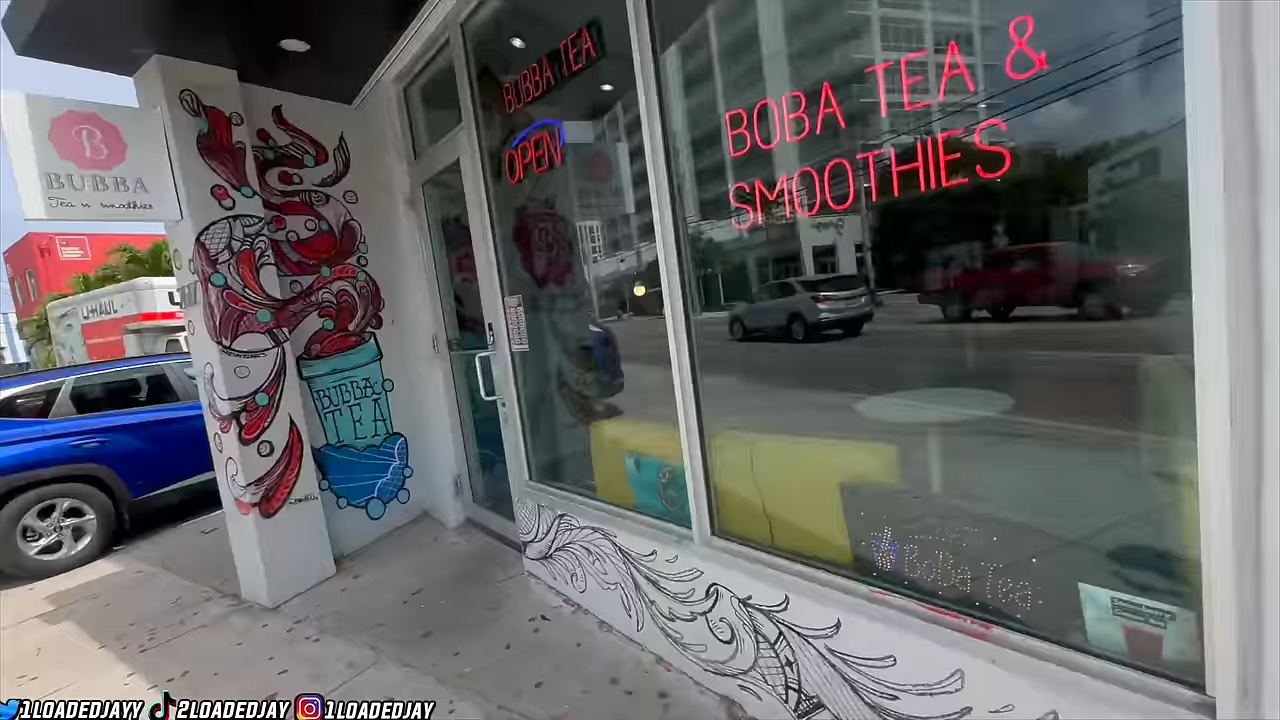 B
BUBBA
Tea n smoothies
U-HAUL
BUBBA
TEA
BUBBA TEA
OPEN
B
BOBA TEA &
SMOOTHIES
BoBa Tea
1LOADEDJAYY 2LOADEDJAY 1LOADEDJAY